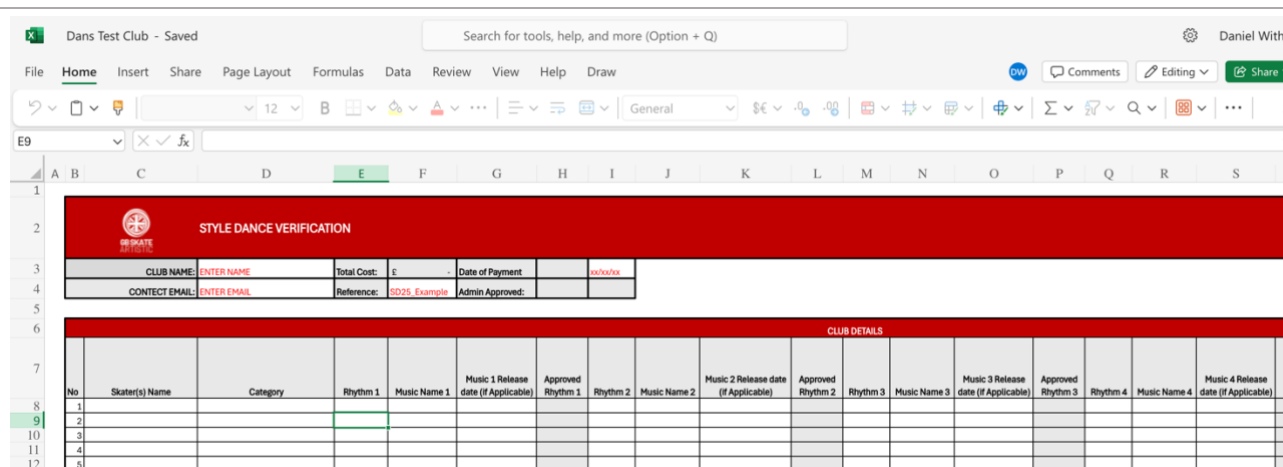 Dans Test Club - Saved
Search for tools, help, and more (Option + Q)
Daniel With
File Home Insert Share Page Layout Formulas Data Review View Help Draw
DW Comments Editing Share
12 B General $€ .0 .00
E9 fx
A B C D E F G H I J K L M N O P Q R S
1
2 GB SKATE ARTISTIC STYLE DANCE VERIFICATION
3 CLUB NAME: ENTER NAME Total Cost: £ - Date of Payment xx/xx/xx
4 CONTECT EMAIL: ENTER EMAIL Reference: SD25_Example Admin Approved:
5
6 CLUB DETAILS
7 No Skater(s) Name Category Rhythm 1 Music Name 1 Music 1 Release date (if Applicable) Approved Rhythm 1 Rhythm 2 Music Name 2 Music 2 Release date (if Applicable) Approved Rhythm 2 Rhythm 3 Music Name 3 Music 3 Release date (if Applicable) Approved Rhythm 3 Rhythm 4 Music Name 4 Music 4 Release date (if Applicable)
8 1
9 2
10 3
11 4
12 5